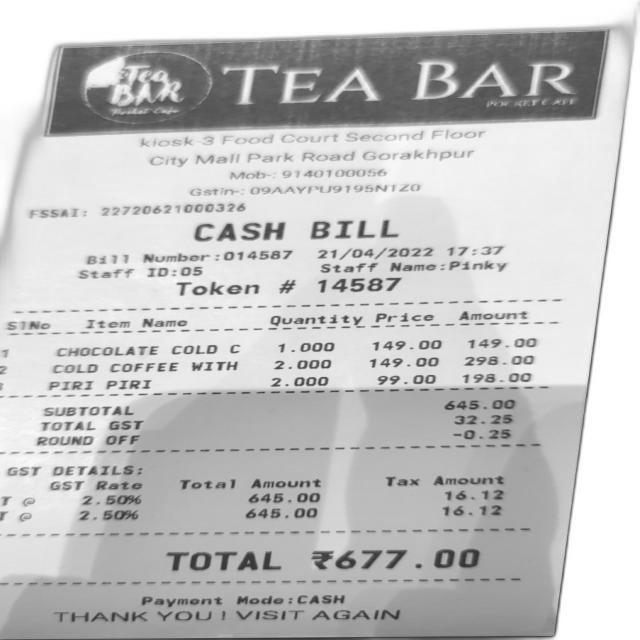 Tea BAR Pocket Cafe
TEA BAR
POCKET CAFE
kiosk-3 Food Court Second Floor
City Mall Park Road Gorakhpur
Mob-: 9140100056
Gstin-: 09AAYPU9195N1Z0
FSSAI: 22720621000326
CASH BILL
Bill Number:014587 21/04/2022 17:37
Staff ID:05 Staff Name:Pinky
Token # 14587
SlNo Item Name Quantity Price Amount
1 CHOCOLATE COLD C 1.000 149.00 149.00
2 COLD COFFEE WITH 2.000 149.00 298.00
3 PIRI PIRI 2.000 99.00 198.00
SUBTOTAL 645.00
TOTAL GST 32.25
ROUND OFF -0.25
GST DETAILS:
GST Rate Total Amount Tax Amount
T @ 2.50% 645.00 16.12
T @ 2.50% 645.00 16.12
TOTAL ₹677.00
Payment Mode:CASH
THANK YOU ! VISIT AGAIN